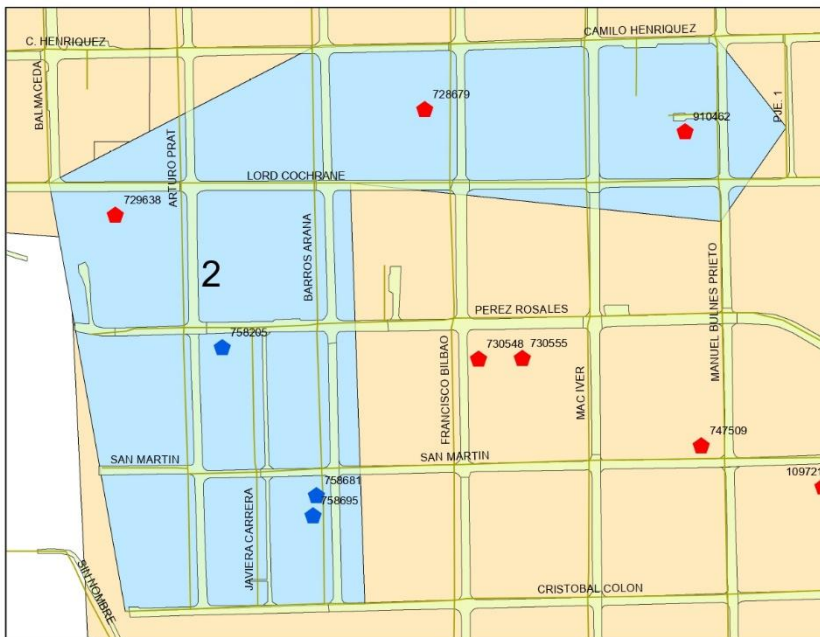 C. HENRIQUEZ
CAMILO HENRIQUEZ
BALMACEDA
728679
910462
PJE. 1
ARTURO PRAT
LORD COCHRANE
729638
2
BARROS ARANA
MANUEL BULNES PRIETO
PEREZ ROSALES
758205
FRANCISCO BILBAO
730548
730555
MAC IVER
747509
SAN MARTIN
SAN MARTIN
109721
758681
758695
JAVIERA CARRERA
SIN NOMBRE
CRISTOBAL COLON